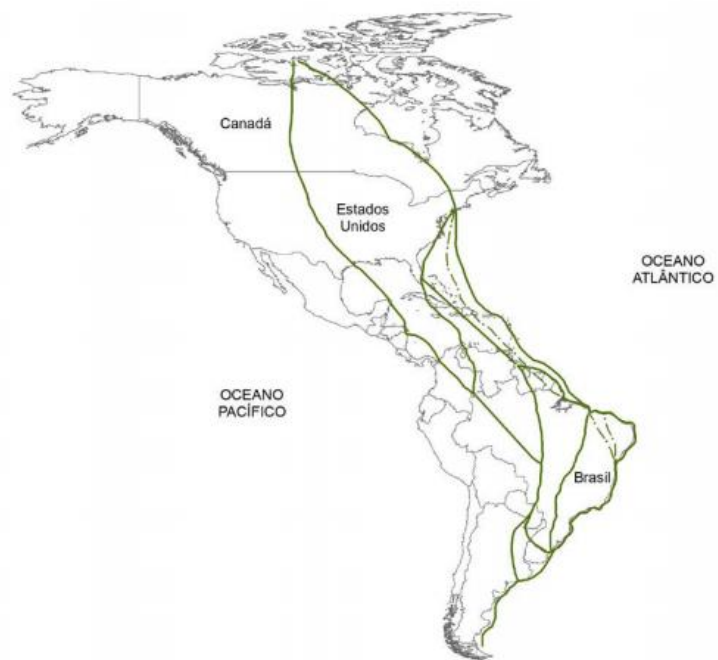 Canadá
Estados
Unidos
OCEANO
ATLÂNTICO
OCEANO
PACÍFICO
Brasil